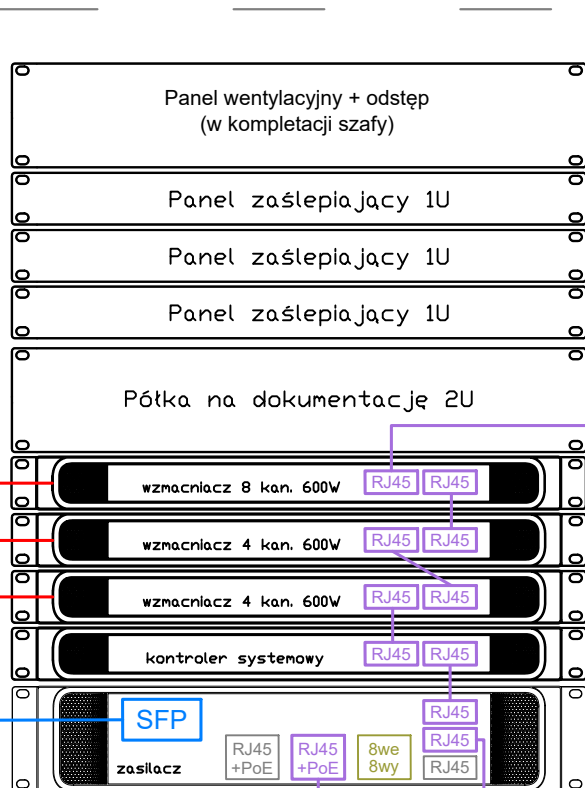 Panel wentylacyjny + odstęp
(w kompletacji szafy)
Panel zaślepiający 1U
Panel zaślepiający 1U
Panel zaślepiający 1U
Półka na dokumentację 2U
wzmacniacz 8 kan. 600W RJ45 RJ45
wzmacniacz 4 kan. 600W RJ45 RJ45
wzmacniacz 4 kan. 600W RJ45 RJ45
kontroler systemowy RJ45 RJ45
SFP RJ45
RJ45
RJ45 RJ45 8we
+PoE +PoE 8wy RJ45
zasilacz